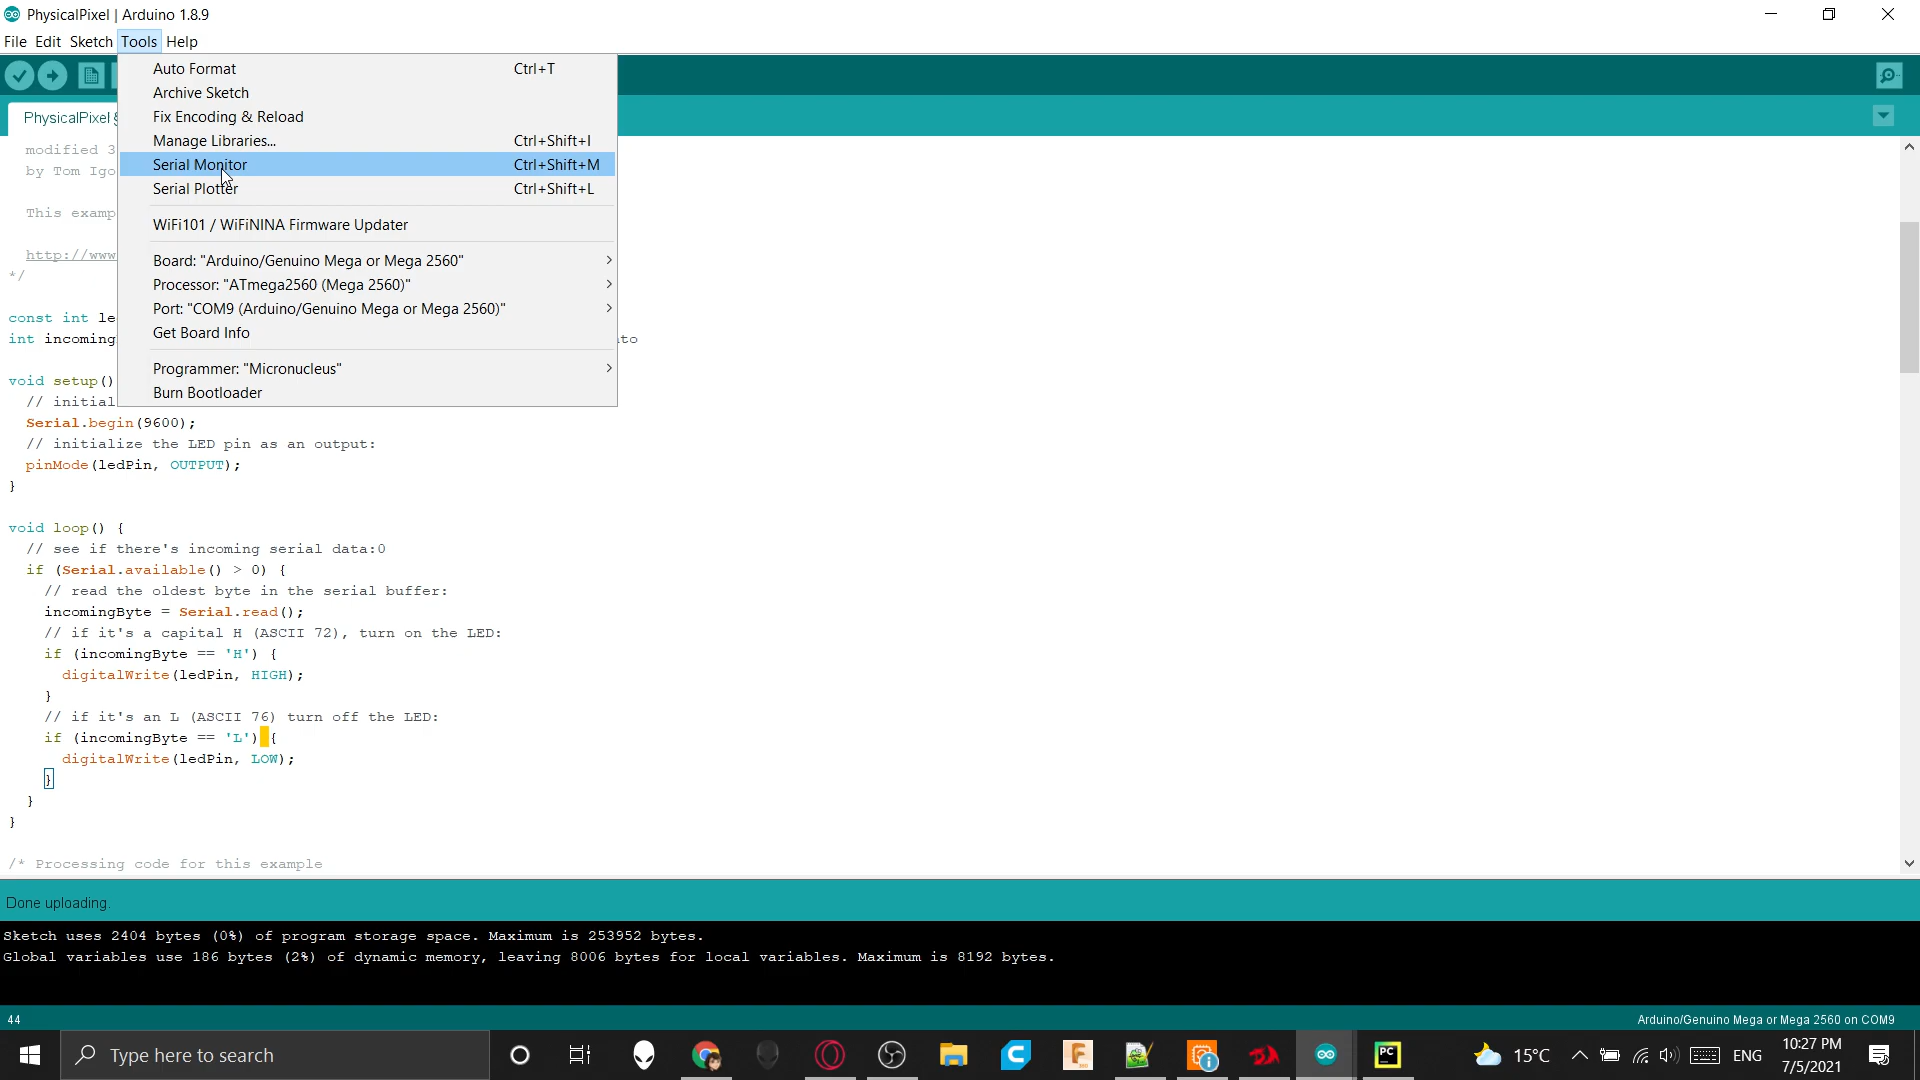 PhysicalPixel | Arduino 1.8.9
File Edit Sketch Tools Help
Auto Format Ctrl+T
Archive Sketch
Fix Encoding & Reload
Manage Libraries... Ctrl+Shift+I
Serial Monitor Ctrl+Shift+M
Serial Plotter Ctrl+Shift+L
WiFi101 / WiFiNINA Firmware Updater
Board: "Arduino/Genuino Mega or Mega 2560"
Processor: "ATmega2560 (Mega 2560)"
Port: "COM9 (Arduino/Genuino Mega or Mega 2560)"
Get Board Info
Programmer: "Micronucleus"
Burn Bootloader
PhysicalPixel §
modified 3
by Tom Igo
This examp
http://www
*/
const int le
int incoming to
void setup()
// initial
Serial.begin(9600);
// initialize the LED pin as an output:
pinMode(ledPin, OUTPUT);
}
void loop() {
// see if there's incoming serial data:0
if (Serial.available() > 0) {
// read the oldest byte in the serial buffer:
incomingByte = Serial.read();
// if it's a capital H (ASCII 72), turn on the LED:
if (incomingByte == 'H') {
digitalWrite(ledPin, HIGH);
}
// if it's an L (ASCII 76) turn off the LED:
if (incomingByte == 'L') {
digitalWrite(ledPin, LOW);
}
}
}
/* Processing code for this example
Done uploading.
Sketch uses 2404 bytes (0%) of program storage space. Maximum is 253952 bytes.
Global variables use 186 bytes (2%) of dynamic memory, leaving 8006 bytes for local variables. Maximum is 8192 bytes.
44 Arduino/Genuino Mega or Mega 2560 on COM9
Type here to search PC 15°C ENG 10:27 PM
7/5/2021